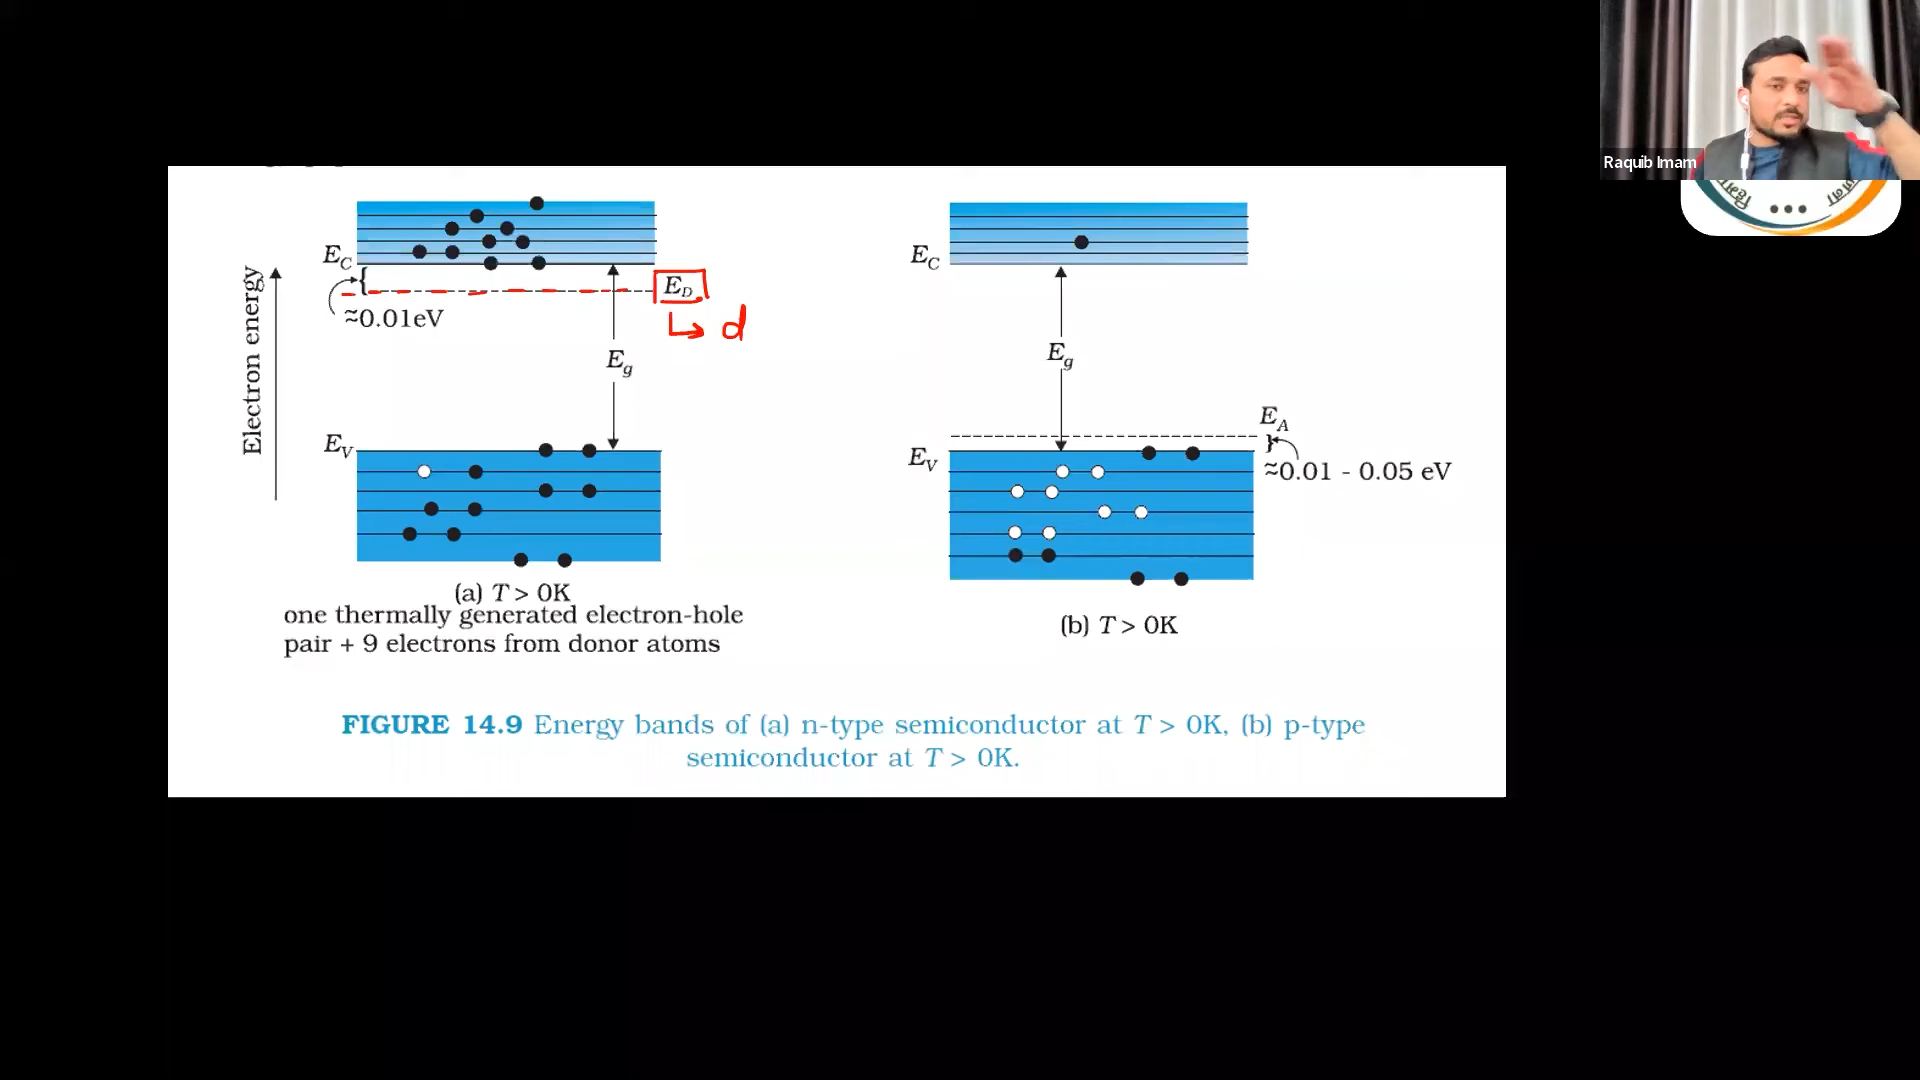 Raquib Imam
E_C
≈0.01eV
E_D
d
E_g
Electron energy
E_V
(a) T > 0K
one thermally generated electron-hole
pair + 9 electrons from donor atoms
E_C
E_g
E_A
E_V
≈0.01 - 0.05 eV
(b) T > 0K
FIGURE 14.9 Energy bands of (a) n-type semiconductor at T > 0K, (b) p-type
semiconductor at T > 0K.